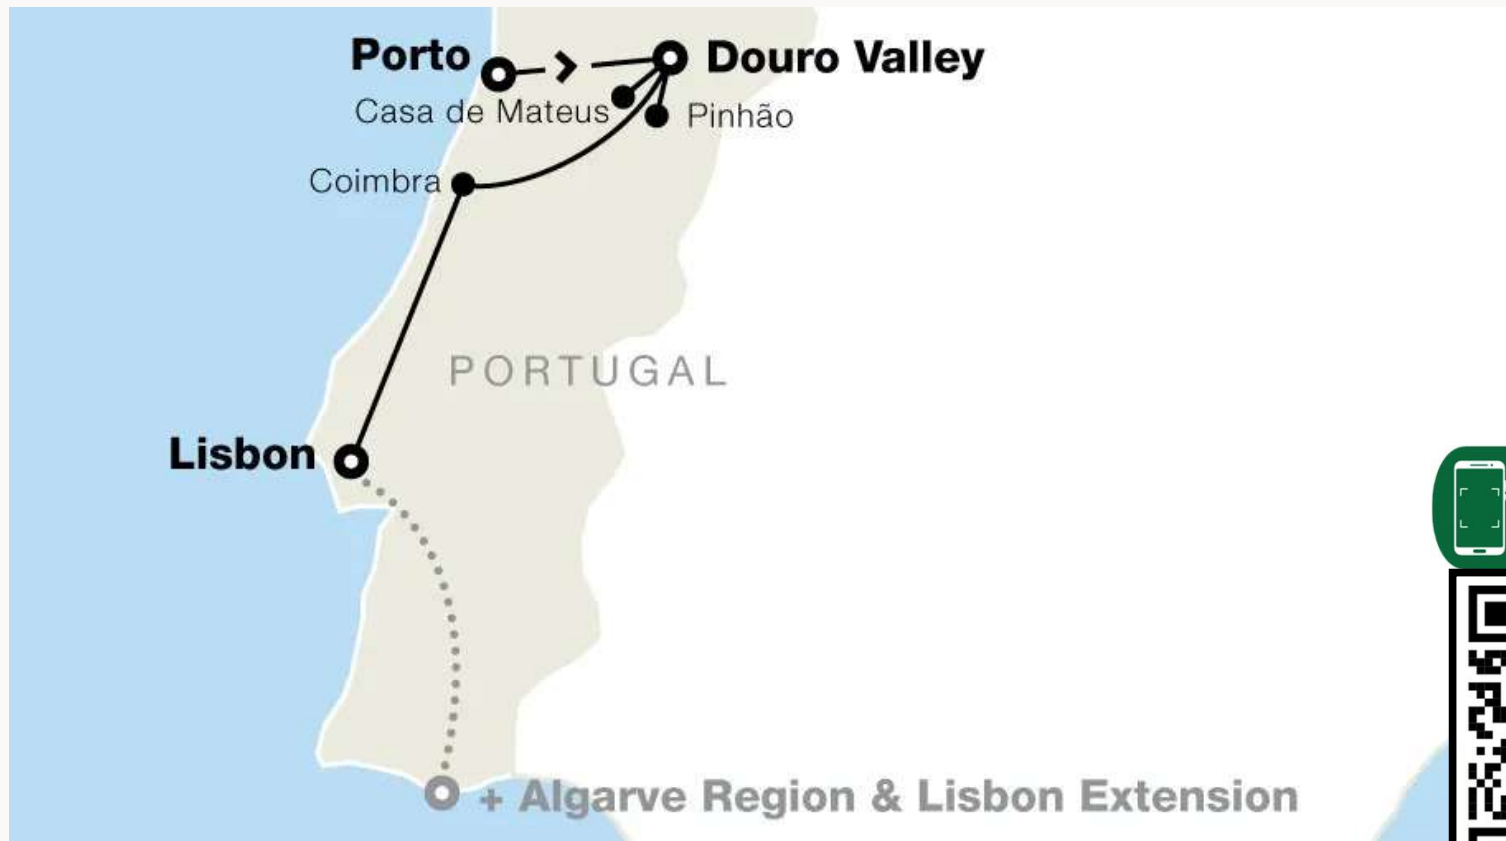 Porto
Douro Valley
Casa de Mateus
Pinhão
Coimbra
PORTUGAL
Lisbon
+ Algarve Region & Lisbon Extension